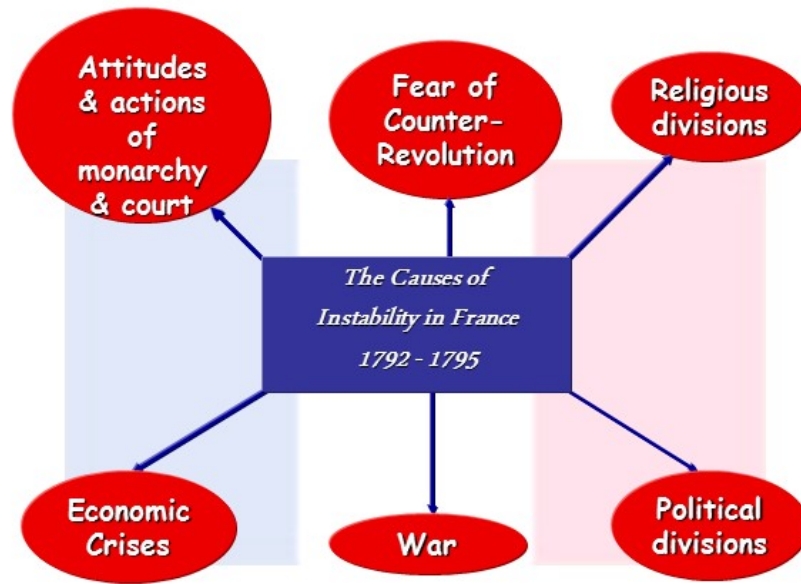 Attitudes
& actions
of
monarchy
& court
Fear of
Counter-
Revolution
Religious
divisions
The Causes of
Instability in France
1792 - 1795
Economic
Crises
War
Political
divisions